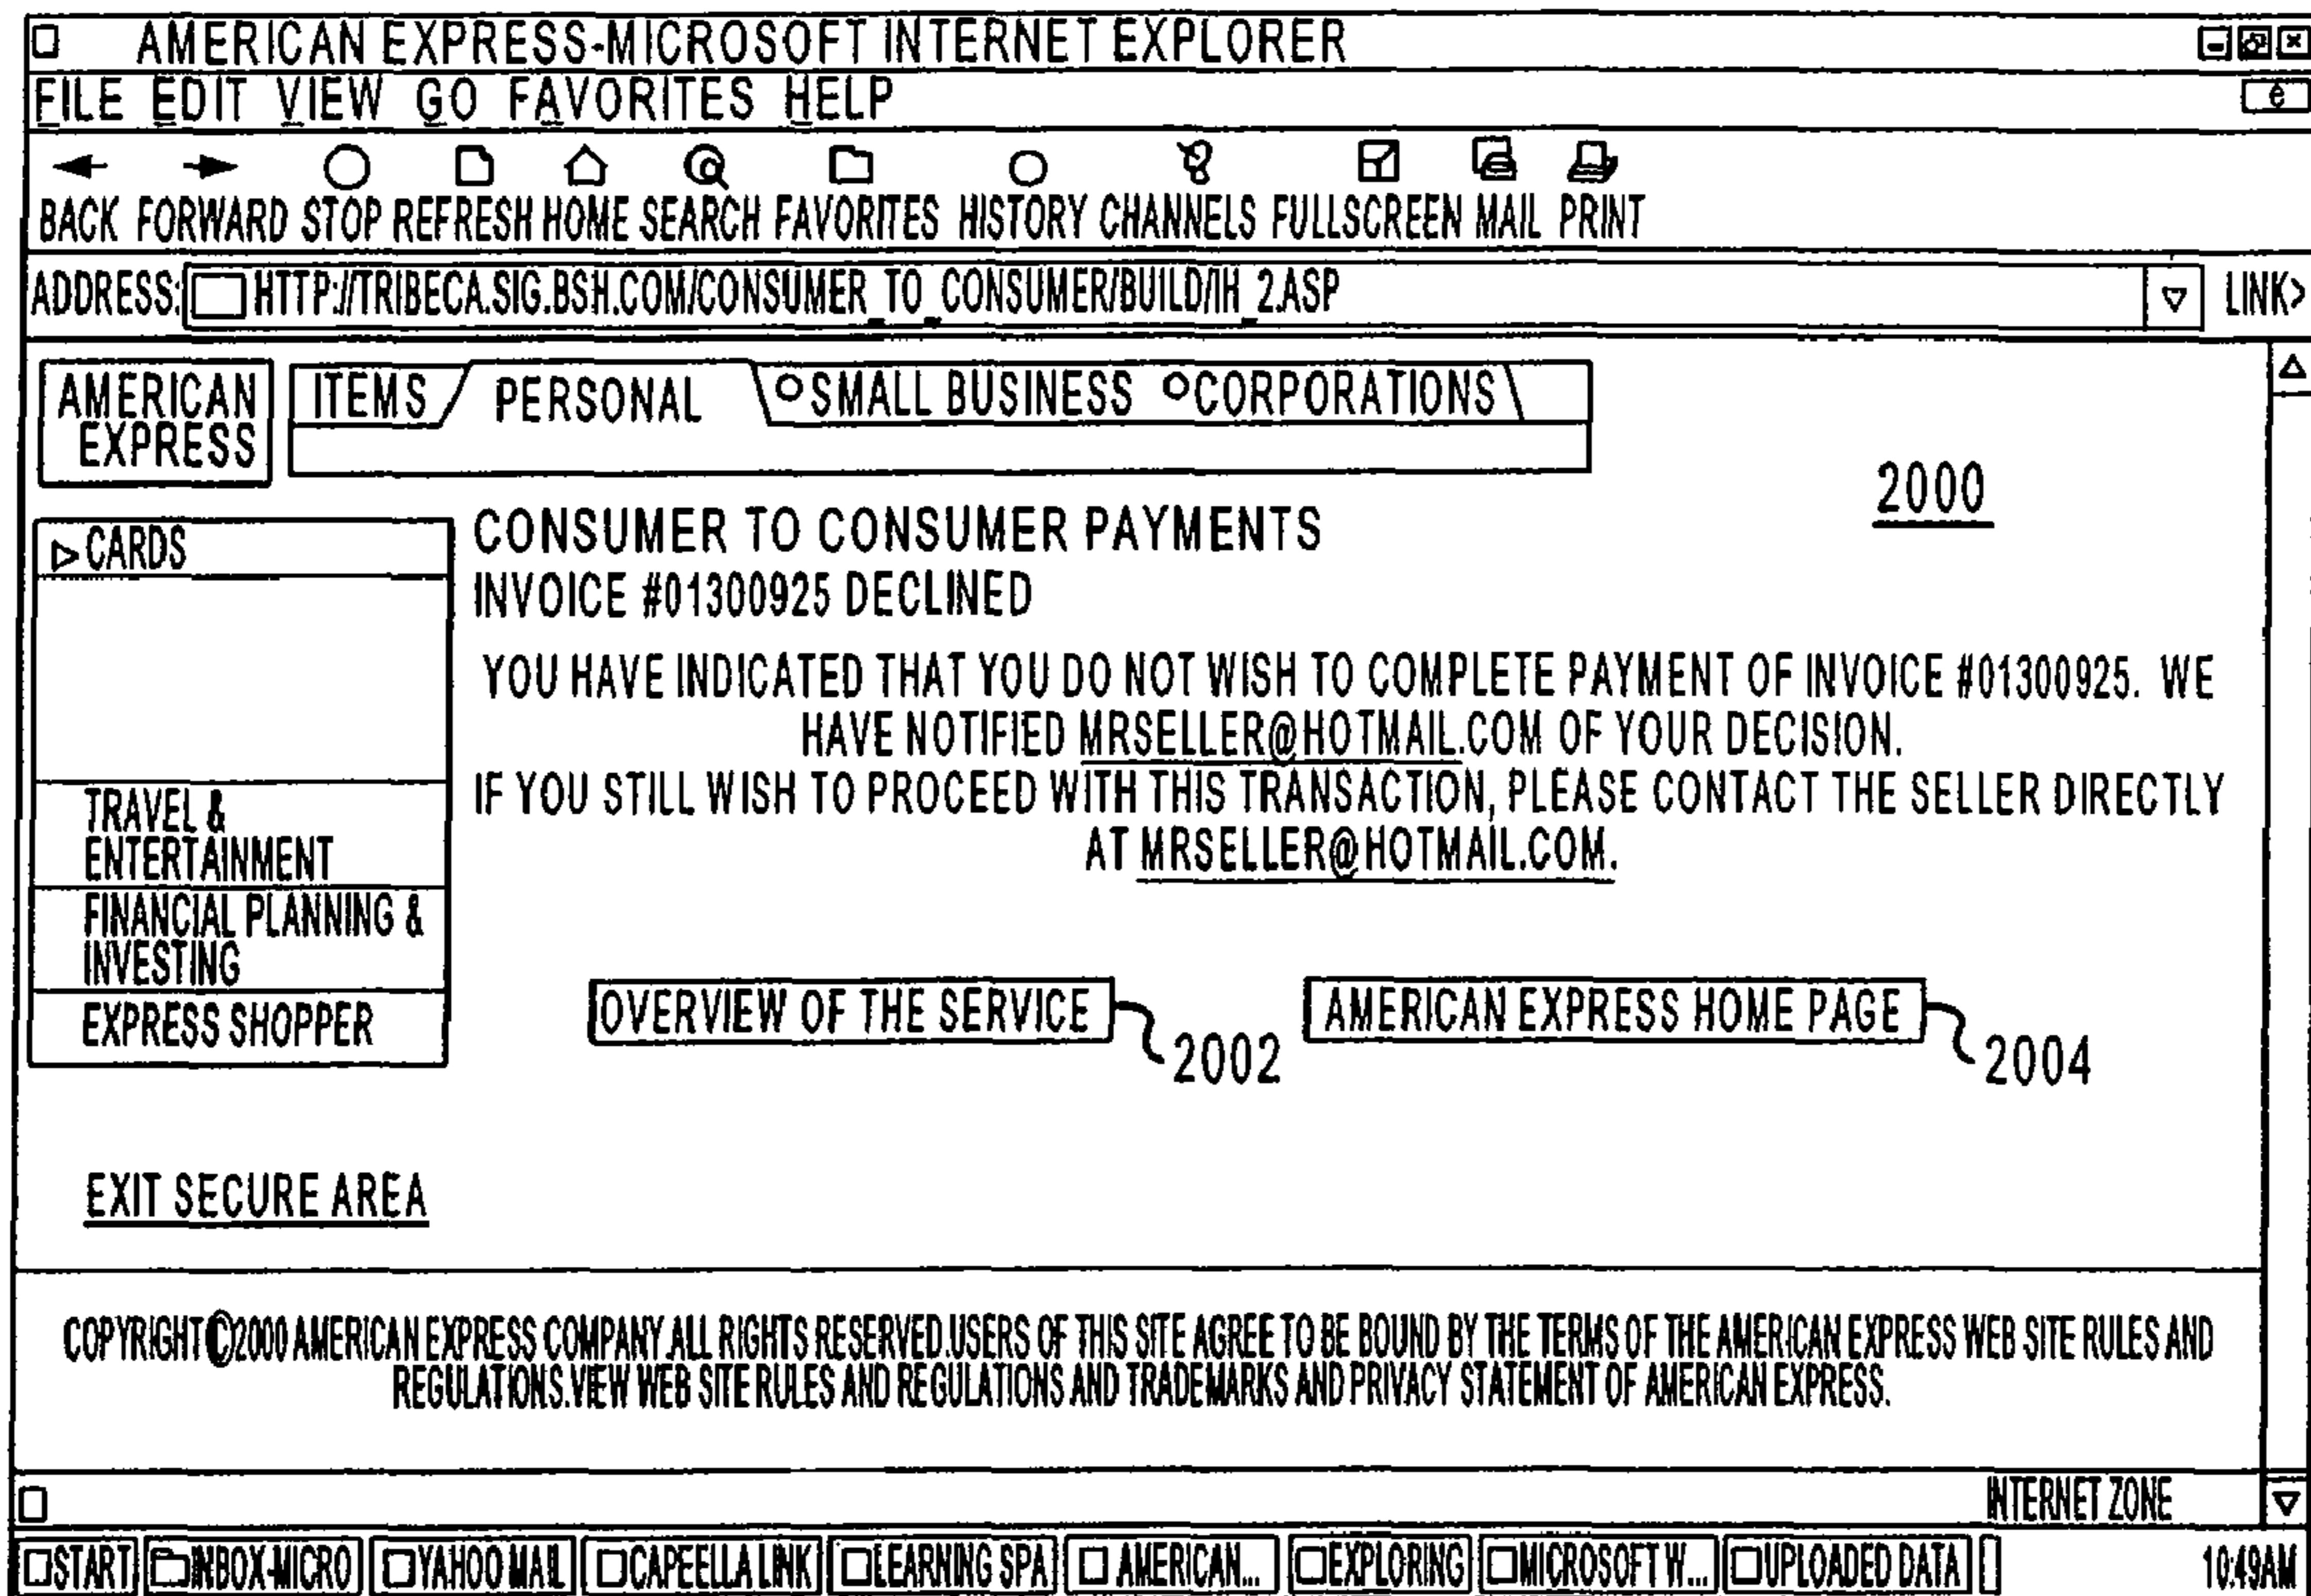 AMERICAN EXPRESS-MICROSOFT INTERNET EXPLORER
FILE EDIT VIEW GO FAVORITES HELP
e
BACK FORWARD STOP REFRESH HOME SEARCH FAVORITES HISTORY CHANNELS FULLSCREEN MAIL PRINT
ADDRESS: HTTP://TRIBECA.SIG.BSH.COM/CONSUMER_TO_CONSUMER/BUILD/IH_2.ASP LINK>
AMERICAN
EXPRESS
ITEMS PERSONAL SMALL BUSINESS CORPORATIONS
2000
CARDS
TRAVEL &
ENTERTAINMENT
FINANCIAL PLANNING &
INVESTING
EXPRESS SHOPPER
CONSUMER TO CONSUMER PAYMENTS
INVOICE #01300925 DECLINED
YOU HAVE INDICATED THAT YOU DO NOT WISH TO COMPLETE PAYMENT OF INVOICE #01300925. WE
HAVE NOTIFIED MRSELLER@HOTMAIL.COM OF YOUR DECISION.
IF YOU STILL WISH TO PROCEED WITH THIS TRANSACTION, PLEASE CONTACT THE SELLER DIRECTLY
AT MRSELLER@HOTMAIL.COM.
OVERVIEW OF THE SERVICE 2002 AMERICAN EXPRESS HOME PAGE 2004
EXIT SECURE AREA
COPYRIGHT ©2000 AMERICAN EXPRESS COMPANY.ALL RIGHTS RESERVED.USERS OF THIS SITE AGREE TO BE BOUND BY THE TERMS OF THE AMERICAN EXPRESS WEB SITE RULES AND
REGULATIONS.VIEW WEB SITE RULES AND REGULATIONS AND TRADEMARKS AND PRIVACY STATEMENT OF AMERICAN EXPRESS.
INTERNET ZONE
START INBOX-MICRO YAHOO MAIL CAPEELLA LINK LEARNING SPA AMERICAN... EXPLORING MICROSOFT W... UPLOADED DATA 10:49AM